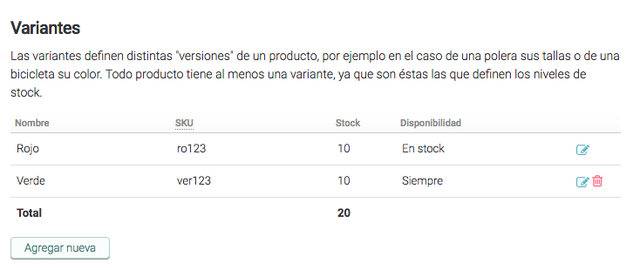 Variantes
Las variantes definen distintas "versiones" de un producto, por ejemplo en el caso de una polera sus tallas o de una
bicicleta su color. Todo producto tiene al menos una variante, ya que son éstas las que definen los niveles de
stock.
Nombre SKU Stock Disponibilidad
Rojo ro123 10 En stock
Verde ver123 10 Siempre
Total 20
Agregar nueva